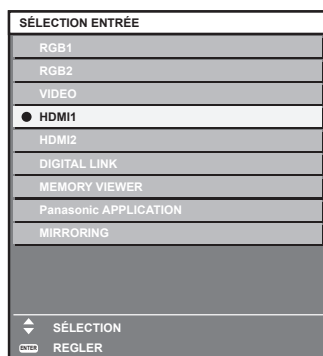 SÉLECTION ENTRÉE
RGB1
RGB2
VIDEO
HDMI1
HDMI2
DIGITAL LINK
MEMORY VIEWER
Panasonic APPLICATION
MIRRORING
SÉLECTION
ENTER REGLER